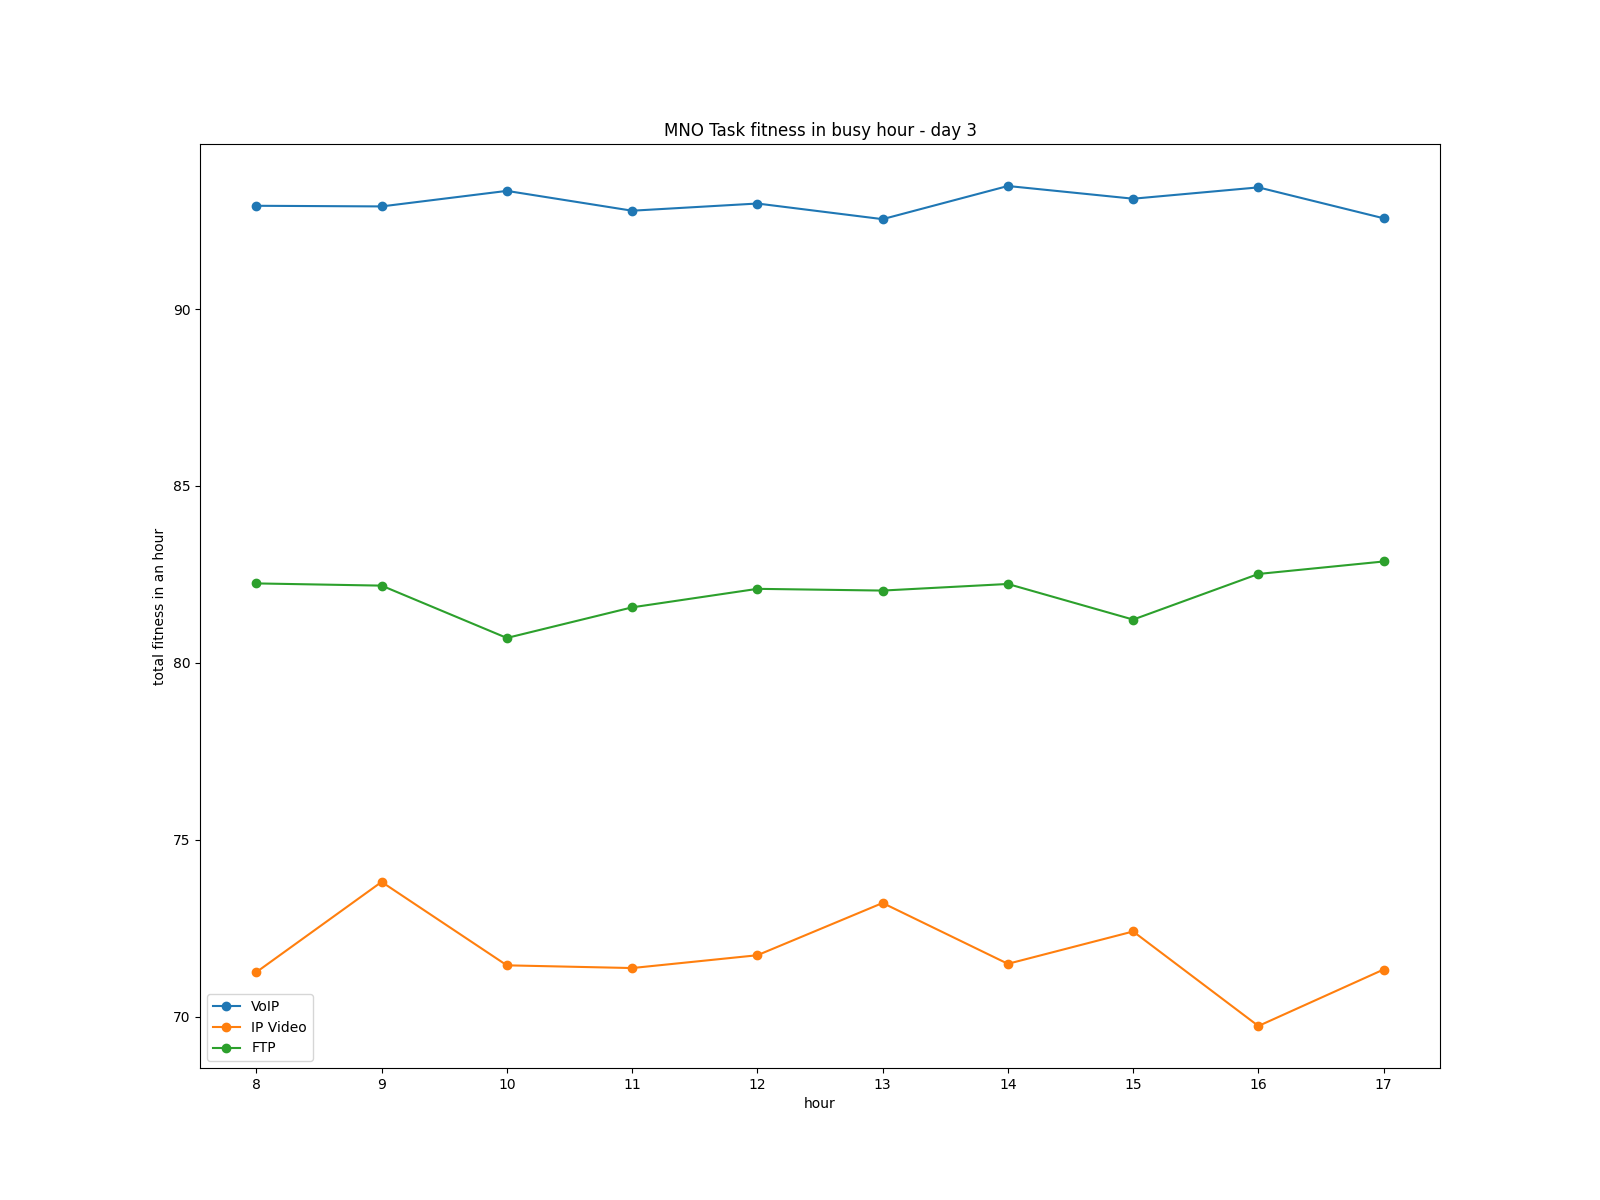 MNO Task fitness in busy hour - day 3
total fitness in an hour
90
85
80
75
70
VoIP
IP Video
FTP
8 9 10 11 12 13 14 15 16 17
hour